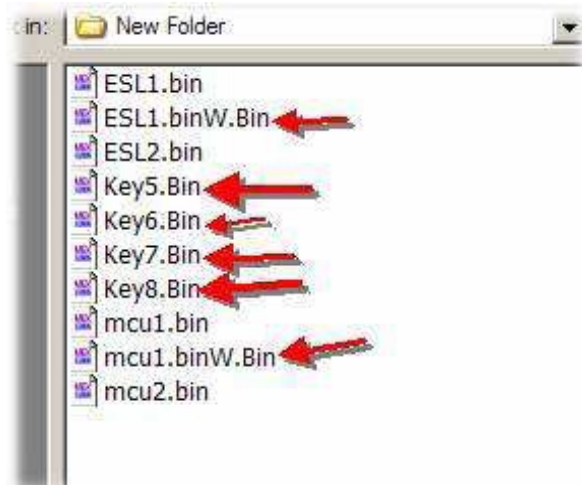 in: New Folder
ESL1.bin
ESL1.binW.Bin
ESL2.bin
Key5.Bin
Key6.Bin
Key7.Bin
Key8.Bin
mcu1.bin
mcu1.binW.Bin
mcu2.bin